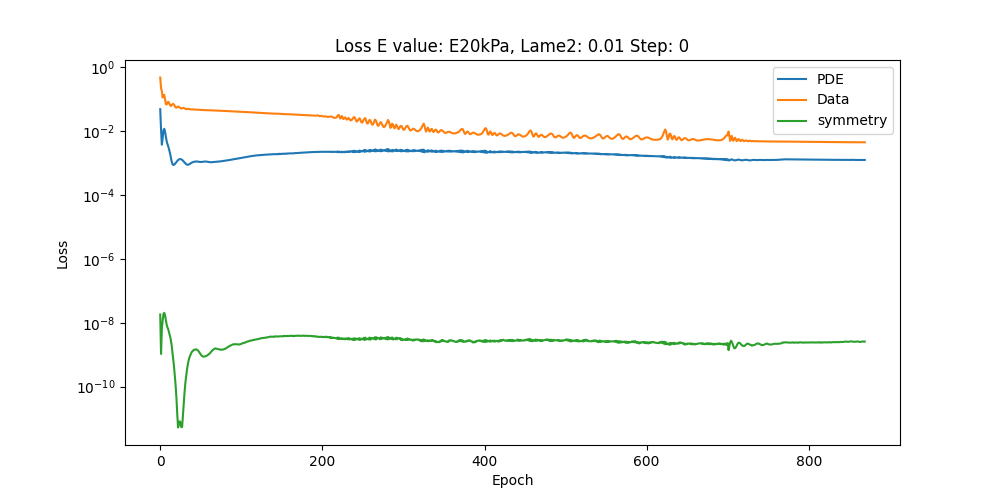 Loss E value: E20kPa, Lame2: 0.01 Step: 0
10^0
10^-2
10^-4
10^-6
10^-8
10^-10
Loss
PDE
Data
symmetry
0 200 400 600 800
Epoch